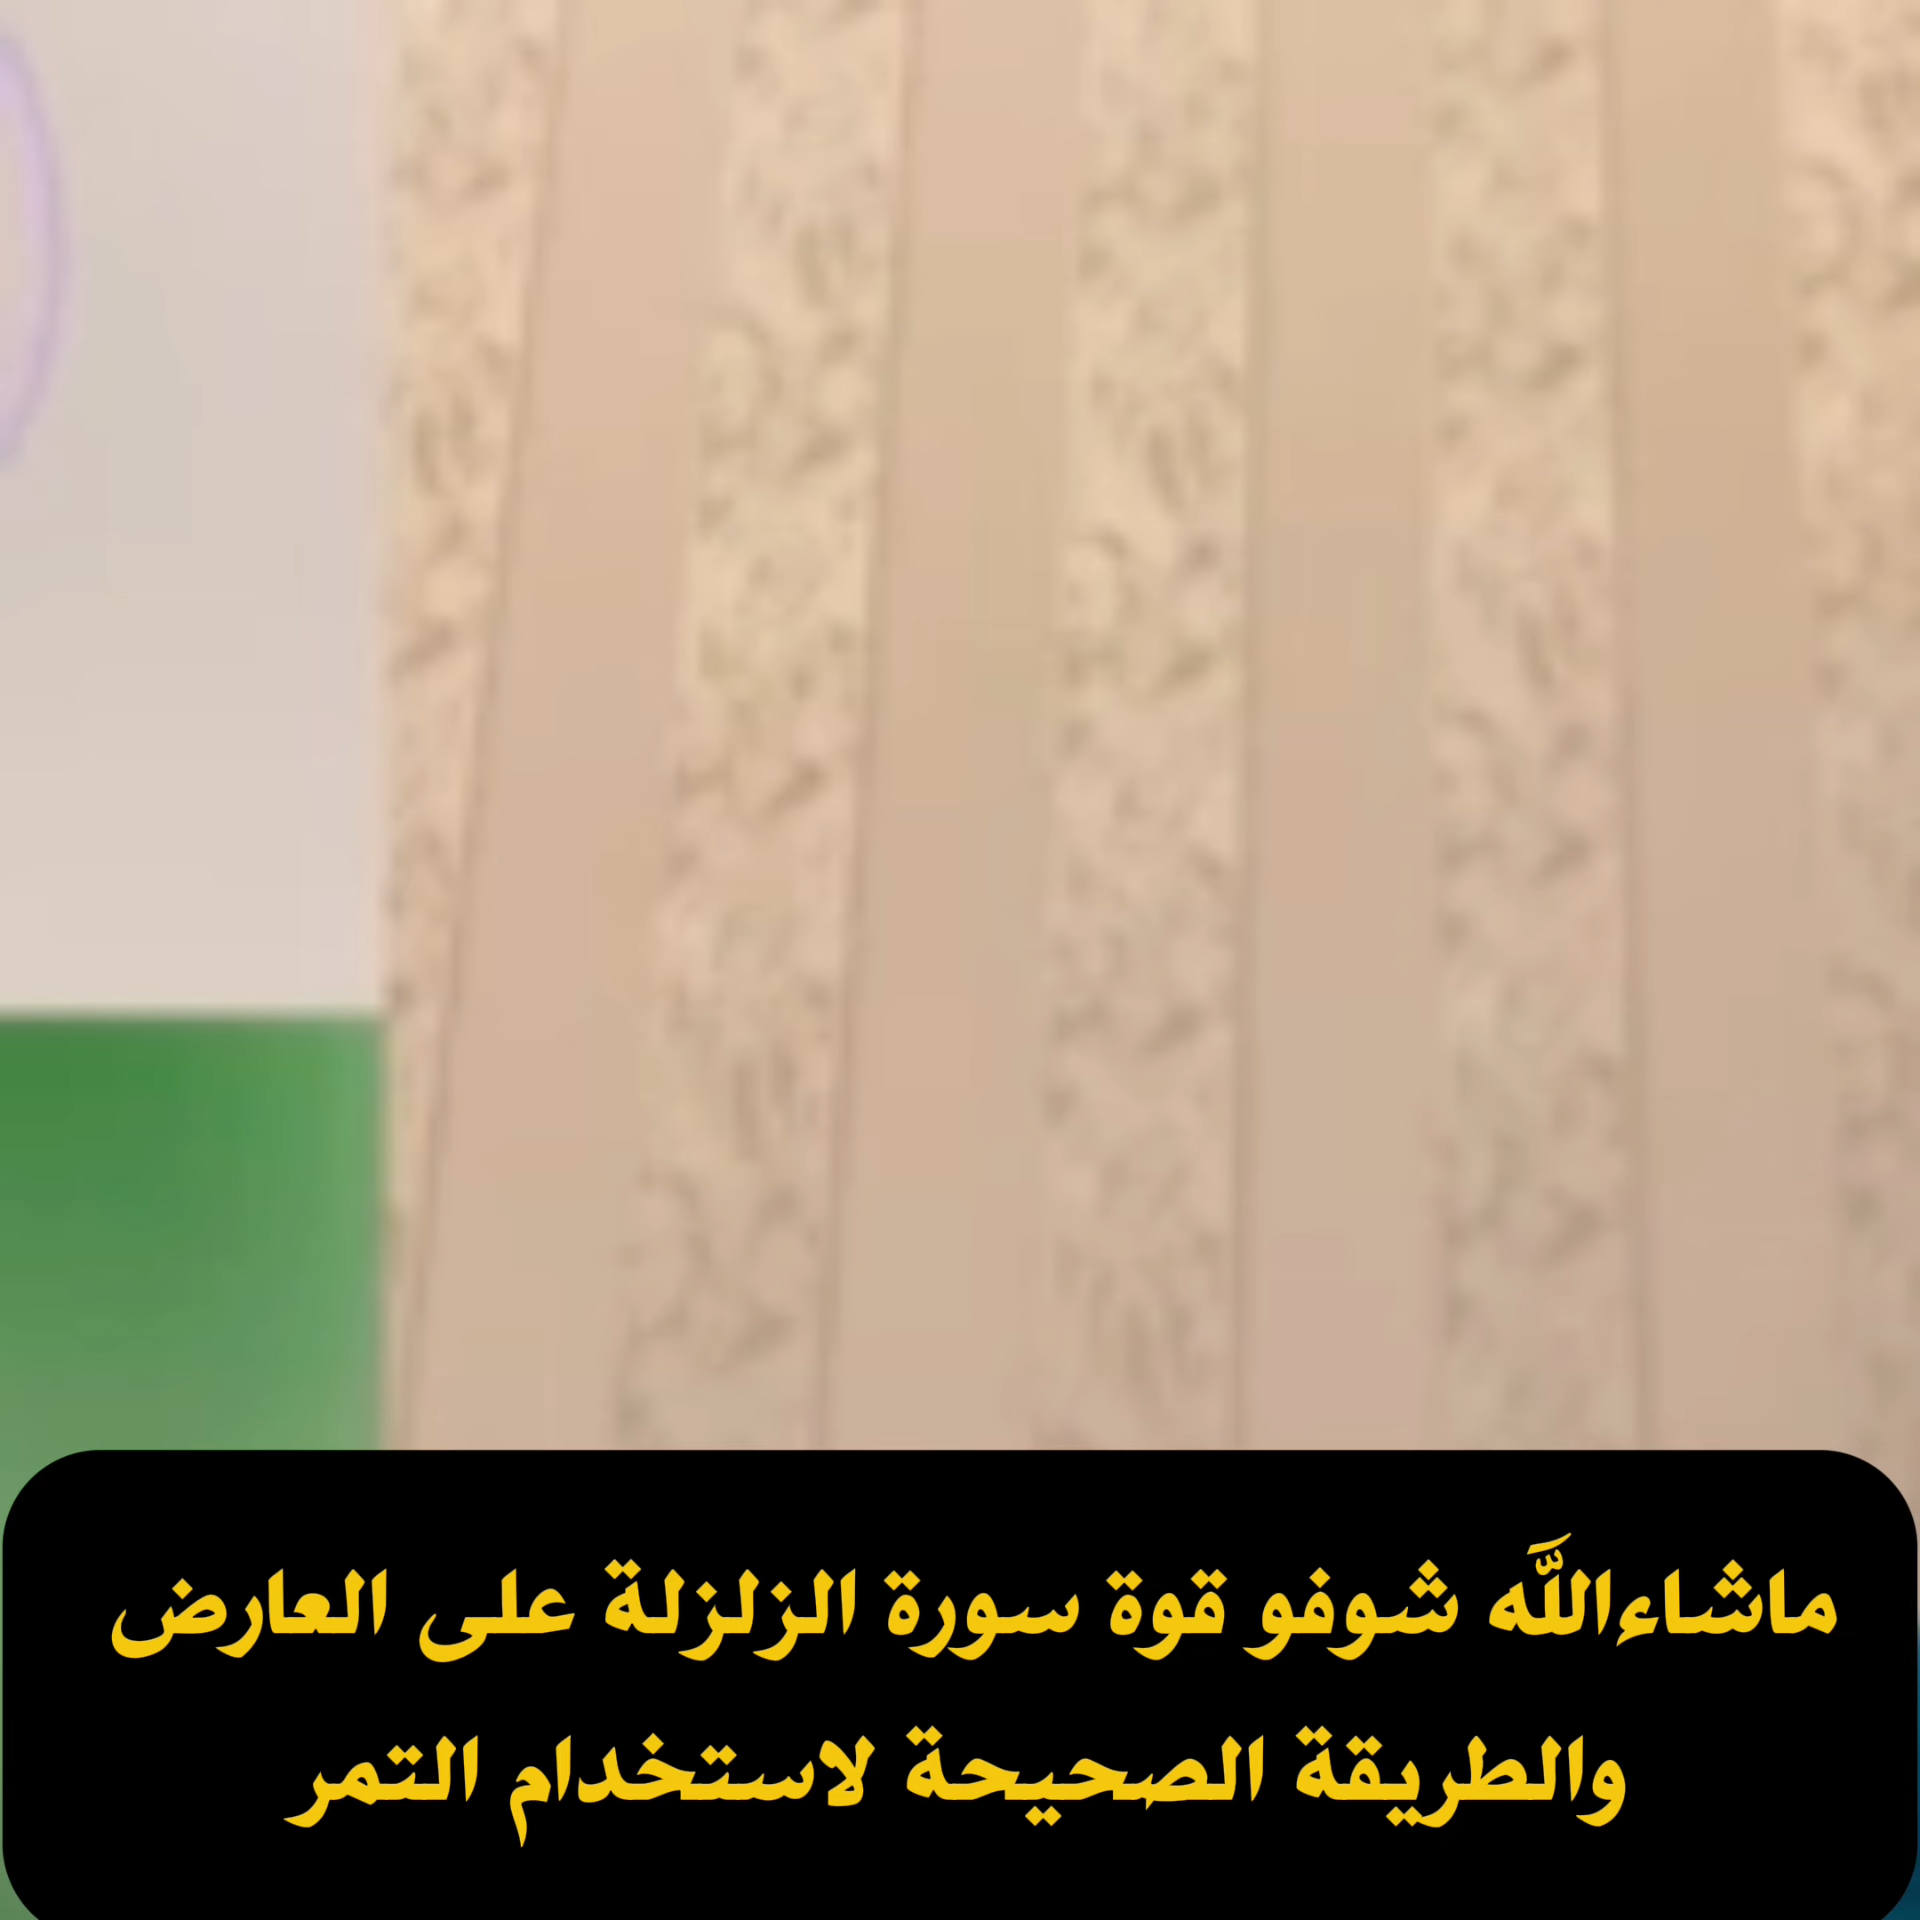 ماشاءاللّٰه شوفو قوة سورة الزلزلة على العارض
والطريقة الصحيحة لاستخدام التمر